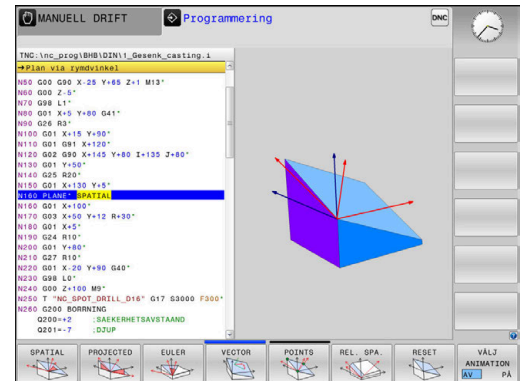 MANUELL DRIFT
Programmering
DNC
TNC:\nc_prog\BHB\DIN\1_Gesenk_casting.i
→Plan via rymdvinkel
N50 G00 G90 X-25 Y+65 Z+1 M13*
N60 G00 Z-5*
N70 G98 L1*
N80 G01 X+5 Y+80 G41*
N90 G26 R3*
N100 G01 X+15 Y+90*
N110 G01 G91 X+120*
N120 G02 G90 X+145 Y+80 I+135 J+80*
N130 G01 Y+50*
N140 G25 R20*
N150 G01 X+130 Y+5*
N160 PLANE* SPATIAL
N160 G01 X+100*
N170 G03 X+50 Y+12 R+30*
N180 G01 X+5*
N190 G24 R10*
N200 G01 Y+80*
N210 G27 R10*
N220 G01 X-20 Y+90 G40*
N230 G98 L0*
N240 G00 Z+100 M9*
N250 T "NC_SPOT_DRILL_D16" G17 S3000 F300*
N260 G200 BORRNING
Q200=+2 ;SAEKERHETSAVSTAAND
Q201=-7 ;DJUP
SPATIAL
PROJECTED
EULER
VECTOR
POINTS
REL. SPA.
RESET
VÄLJ
ANIMATION
AV PÅ